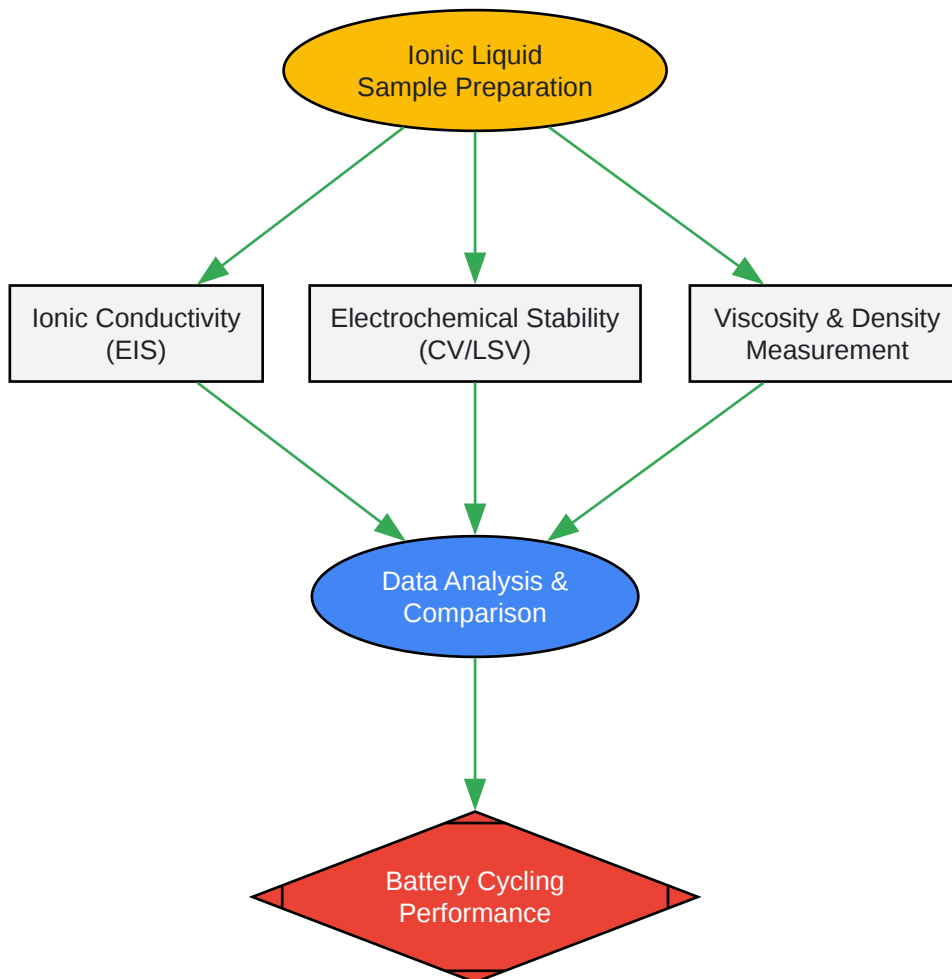 Ionic Liquid
Sample Preparation
Ionic Conductivity
(EIS)
Electrochemical Stability
(CV/LSV)
Viscosity & Density
Measurement
Data Analysis &
Comparison
Battery Cycling
Performance